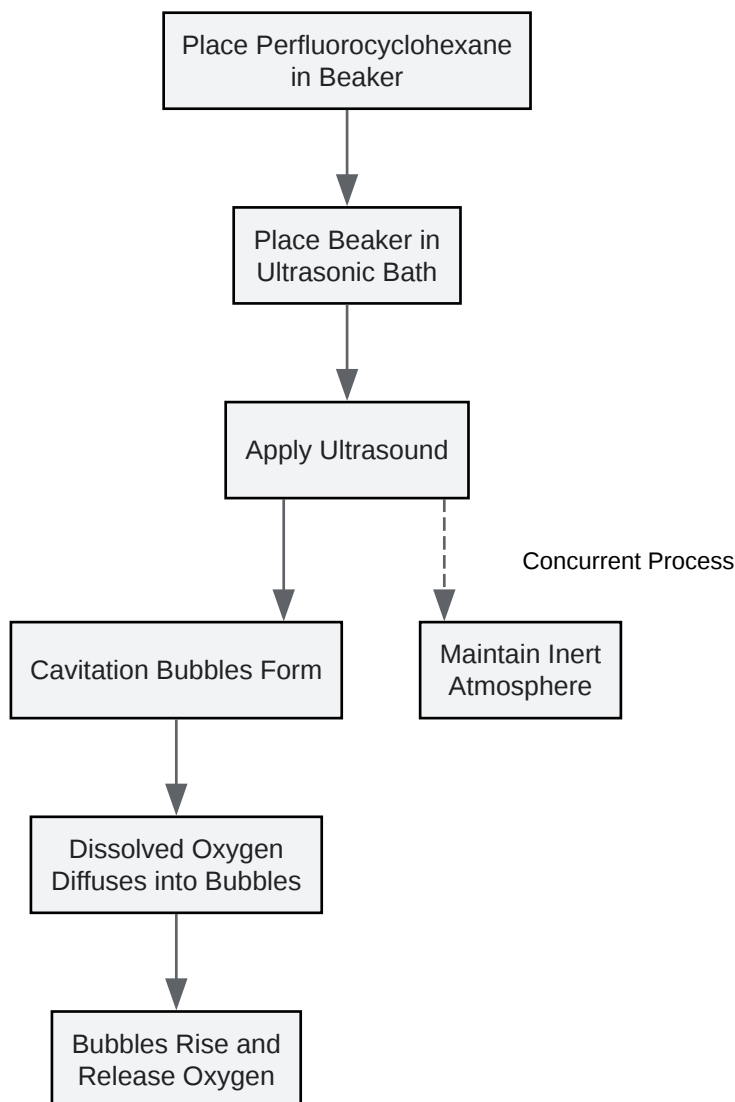 Place Perfluorocyclohexane
in Beaker
Place Beaker in
Ultrasonic Bath
Apply Ultrasound
Concurrent Process
Cavitation Bubbles Form
Maintain Inert
Atmosphere
Dissolved Oxygen
Diffuses into Bubbles
Bubbles Rise and
Release Oxygen